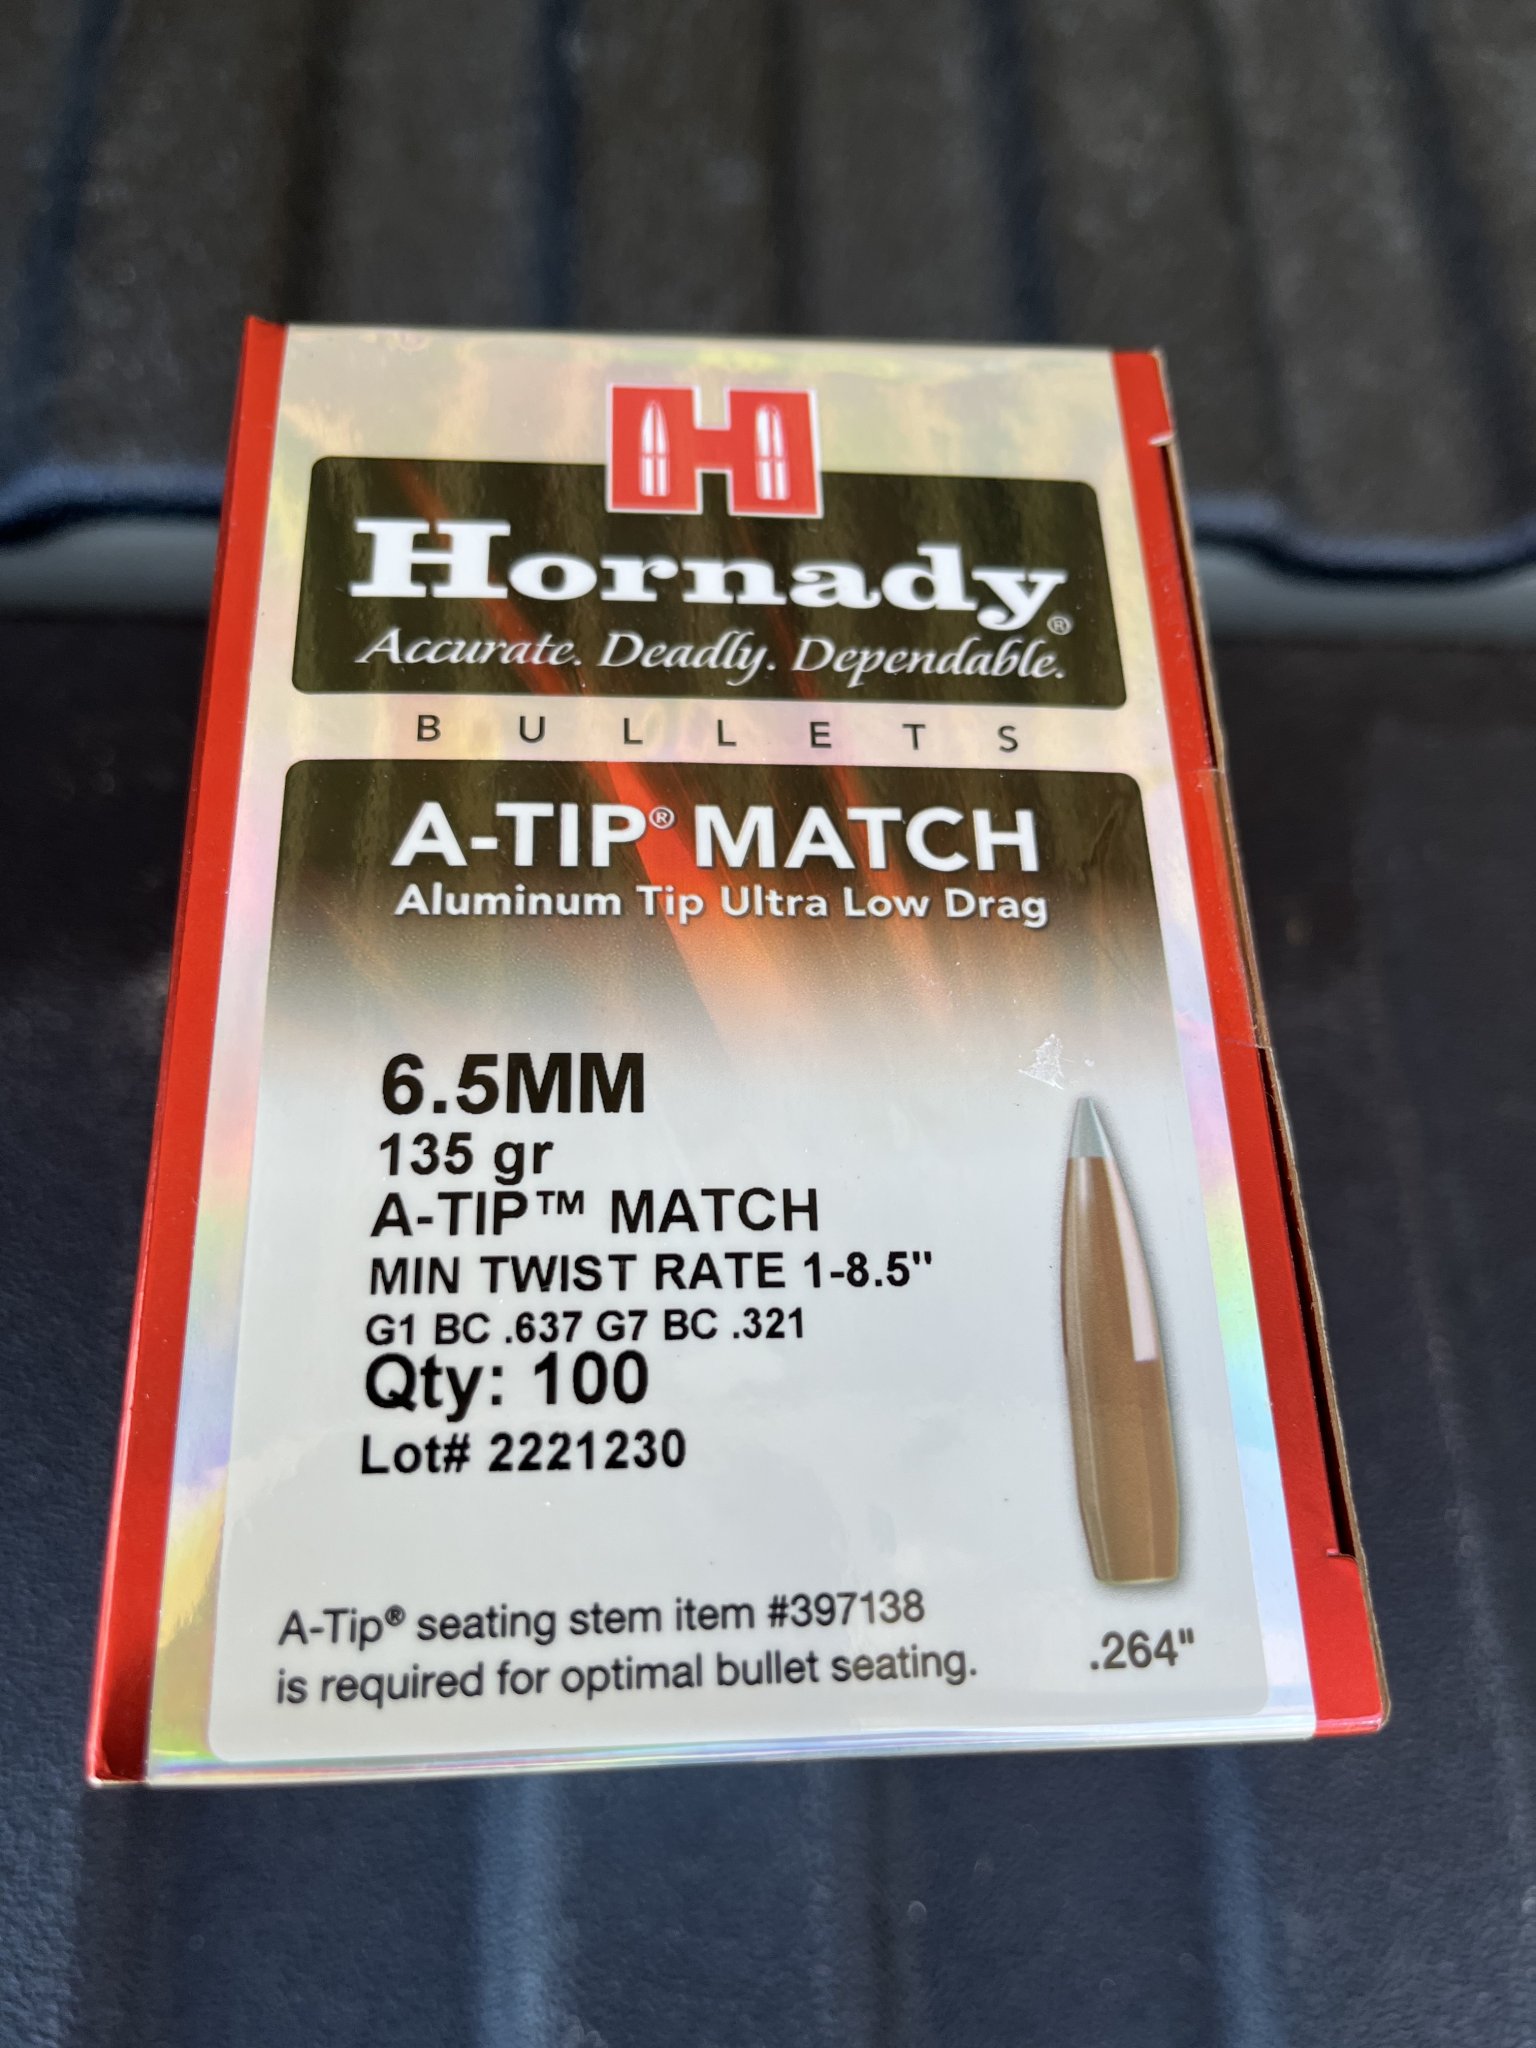 H
Hornady®
Accurate. Deadly. Dependable.
BULLETS
A-TIP® MATCH
Aluminum Tip Ultra Low Drag
6.5MM
135 gr
A-TIP™ MATCH
MIN TWIST RATE 1-8.5"
G1 BC .637 G7 BC .321
Qty: 100
Lot# 2221230
A-Tip® seating stem item #397138
is required for optimal bullet seating.
.264"